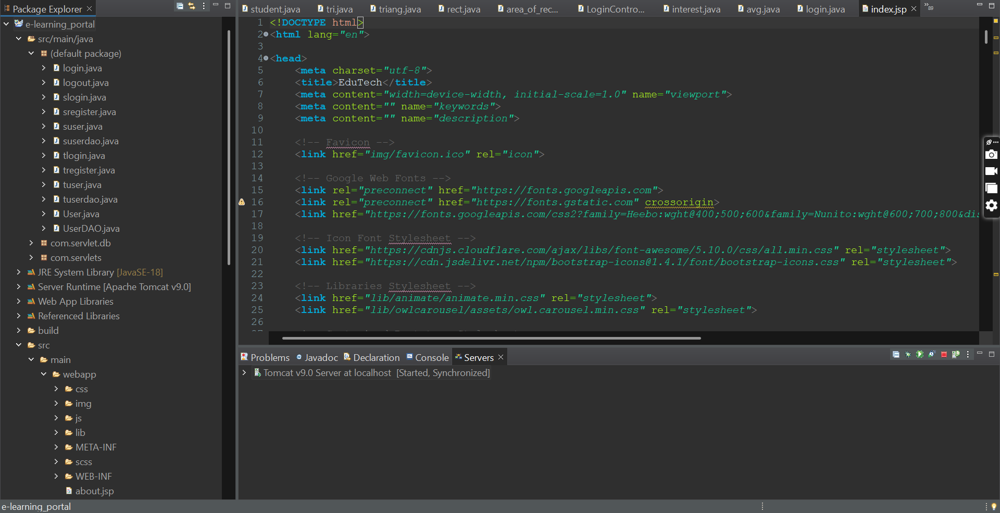 Package Explorer
e-learning_portal
src/main/java
(default package)
login.java
logout.java
slogin.java
sregister.java
suser.java
suserdao.java
tlogin.java
tregister.java
tuser.java
tuserdao.java
User.java
UserDAO.java
com.servlet.db
com.servlets
JRE System Library [JavaSE-18]
Server Runtime [Apache Tomcat v9.0]
Web App Libraries
Referenced Libraries
build
src
main
webapp
css
img
js
lib
META-INF
scss
WEB-INF
about.jsp
student.java tri.java triang.java rect.java area_of_rec... LoginContro... interest.java avg.java login.java index.jsp 89
1 <!DOCTYPE html>
2 <html lang="en">
3
4 <head>
5 <meta charset="utf-8">
6 <title>EduTech</title>
7 <meta content="width=device-width, initial-scale=1.0" name="viewport">
8 <meta content="" name="keywords">
9 <meta content="" name="description">
10
11 <!-- Favicon -->
12 <link href="img/favicon.ico" rel="icon">
13
14 <!-- Google Web Fonts -->
15 <link rel="preconnect" href="https://fonts.googleapis.com">
16 <link rel="preconnect" href="https://fonts.gstatic.com" crossorigin>
17 <link href="https://fonts.googleapis.com/css2?family=Heebo:wght@400;500;600&family=Nunito:wght@600;700;800&dis
18
19 <!-- Icon Font Stylesheet -->
20 <link href="https://cdnjs.cloudflare.com/ajax/libs/font-awesome/5.10.0/css/all.min.css" rel="stylesheet">
21 <link href="https://cdn.jsdelivr.net/npm/bootstrap-icons@1.4.1/font/bootstrap-icons.css" rel="stylesheet">
22
23 <!-- Libraries Stylesheet -->
24 <link href="lib/animate/animate.min.css" rel="stylesheet">
25 <link href="lib/owlcarousel/assets/owl.carousel.min.css" rel="stylesheet">
26
Problems Javadoc Declaration Console Servers
Tomcat v9.0 Server at localhost [Started, Synchronized]
e-learning_portal